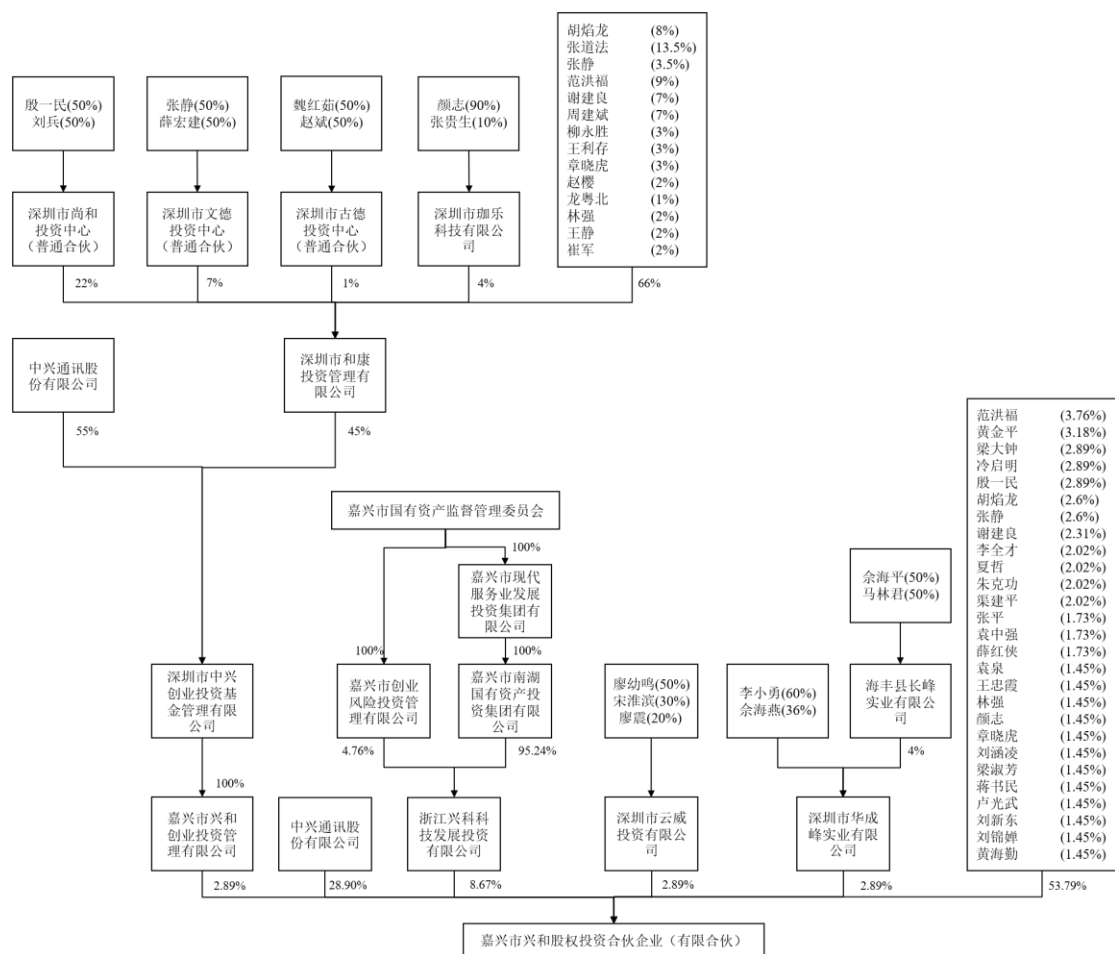 胡焰龙 (8%)
张道法 (13.5%)
张静 (3.5%)
范洪福 (9%)
谢建良 (7%)
周建斌 (7%)
柳永胜 (3%)
王利存 (3%)
章晓虎 (3%)
赵樱 (2%)
龙粤北 (1%)
林强 (2%)
王静 (2%)
崔军 (2%)
殷一民(50%)
刘兵(50%)
张静(50%)
薛宏建(50%)
魏红茹(50%)
赵斌(50%)
颜志(90%)
张贵生(10%)
深圳市尚和
投资中心
（普通合伙）
深圳市文德
投资中心
（普通合伙）
深圳市古德
投资中心
（普通合伙）
深圳市珈乐
科技有限公
司
22%
7%
1%
4%
66%
中兴通讯股
份有限公司
深圳市和康
投资管理有
限公司
55%
45%
范洪福 (3.76%)
黄金平 (3.18%)
梁大钟 (2.89%)
冷启明 (2.89%)
殷一民 (2.89%)
胡焰龙 (2.6%)
张静 (2.6%)
谢建良 (2.31%)
李全才 (2.02%)
夏哲 (2.02%)
朱克功 (2.02%)
渠建平 (2.02%)
张平 (1.73%)
袁中强 (1.73%)
薛红侠 (1.73%)
袁泉 (1.45%)
王忠霞 (1.45%)
林强 (1.45%)
颜志 (1.45%)
章晓虎 (1.45%)
刘涵凌 (1.45%)
梁淑芳 (1.45%)
蒋书民 (1.45%)
卢光武 (1.45%)
刘新东 (1.45%)
刘锦婵 (1.45%)
黄海勤 (1.45%)
嘉兴市国有资产监督管理委员会
100%
嘉兴市现代
服务业发展
投资集团有
限公司
佘海平(50%)
马林君(50%)
100%
100%
深圳市中兴
创业投资基
金管理有限
公司
嘉兴市创业
风险投资管
理有限公司
嘉兴市南湖
国有资产投
资集团有限
公司
廖幼鸣(50%)
宋淮滨(30%)
廖震(20%)
李小勇(60%)
佘海燕(36%)
海丰县长峰
实业有限公
司
4.76%
95.24%
4%
100%
嘉兴市兴和
创业投资管
理有限公司
中兴通讯股
份有限公司
浙江兴科科
技发展投资
有限公司
深圳市云威
投资有限公
司
深圳市华成
峰实业有限
公司
2.89%
28.90%
8.67%
2.89%
2.89%
53.79%
嘉兴市兴和股权投资合伙企业（有限合伙）